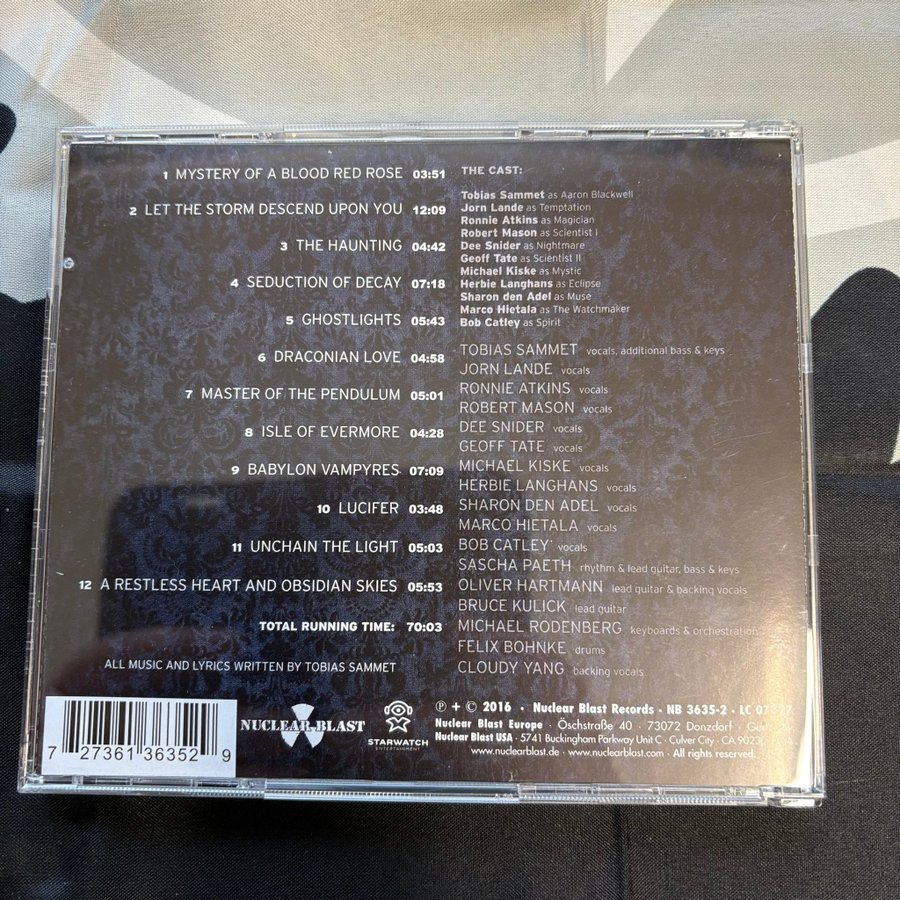 1 MYSTERY OF A BLOOD RED ROSE 03:51
2 LET THE STORM DESCEND UPON YOU 12:09
3 THE HAUNTING 04:42
4 SEDUCTION OF DECAY 07:18
5 GHOSTLIGHTS 05:43
6 DRACONIAN LOVE 04:58
7 MASTER OF THE PENDULUM 05:01
8 ISLE OF EVERMORE 04:28
9 BABYLON VAMPYRES 07:09
10 LUCIFER 03:48
11 UNCHAIN THE LIGHT 05:03
12 A RESTLESS HEART AND OBSIDIAN SKIES 05:53
TOTAL RUNNING TIME: 70:03
ALL MUSIC AND LYRICS WRITTEN BY TOBIAS SAMMET
THE CAST:
Tobias Sammet as Aaron Blackwell
Jorn Lande as Temptation
Ronnie Atkins as Magician
Robert Mason as Scientist I
Dee Snider as Nightmare
Geoff Tate as Scientist II
Michael Kiske as Mystic
Herbie Langhans as Eclipse
Sharon den Adel as Muse
Marco Hietala as The Watchmaker
Bob Catley as Spirit
TOBIAS SAMMET vocals, additional bass & keys
JORN LANDE vocals
RONNIE ATKINS vocals
ROBERT MASON vocals
DEE SNIDER vocals
GEOFF TATE vocals
MICHAEL KISKE vocals
HERBIE LANGHANS vocals
SHARON DEN ADEL vocals
MARCO HIETALA vocals
BOB CATLEY vocals
SASCHA PAETH rhythm & lead guitar, bass & keys
OLIVER HARTMANN lead guitar & backing vocals
BRUCE KULICK lead guitar
MICHAEL RODENBERG keyboards & orchestration
FELIX BOHNKE drums
CLOUDY YANG backing vocals
7 27361 36352 9
NUCLEAR BLAST
STARWATCH
ENTERTAINMENT
℗ + © 2016 · Nuclear Blast Records · NB 3635-2 · LC
Nuclear Blast Europe · Öschstraße 40 · 73072 Donzdorf ·
Nuclear Blast USA · 5741 Buckingham Parkway Unit C · Culver City · CA
www.nuclearblast.de · www.nuclearblast.com · All rights reserved.